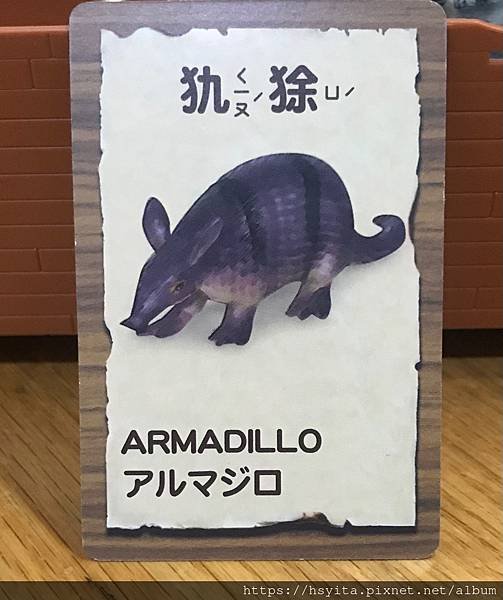 犰ㄑㄧㄡˊ狳ㄩˊ
ARMADILLO
アルマジロ
https://hsyita.pixnet.net/album